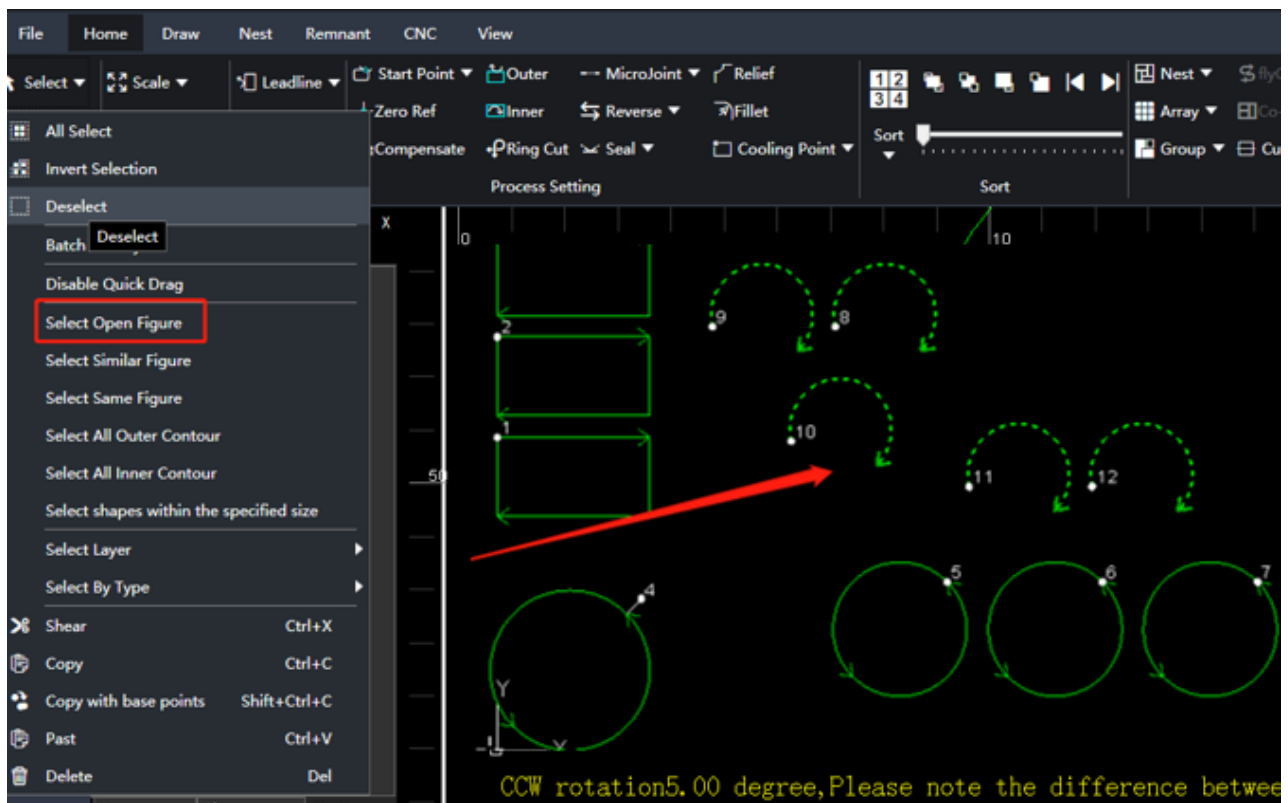 File Home Draw Nest Remnant CNC View
Select Scale Leadline Start Point Outer MicroJoint Relief Nest
Zero Ref Inner Reverse Fillet 1 2 3 4 Array
Compensate Ring Cut Seal Cooling Point Sort Group
Process Setting Sort
All Select
Invert Selection
Deselect
Deselect
Batch
Disable Quick Drag
Select Open Figure
Select Similar Figure
Select Same Figure
Select All Outer Contour
Select All Inner Contour
Select shapes within the specified size
Select Layer
Select By Type
Shear Ctrl+X
Copy Ctrl+C
Copy with base points Shift+Ctrl+C
Past Ctrl+V
Delete Del
X
0 10
9 8
2
10
1
50
11 12
5 6 7
4
Y
X
CCW rotation5.00 degree,Please note the difference betwee